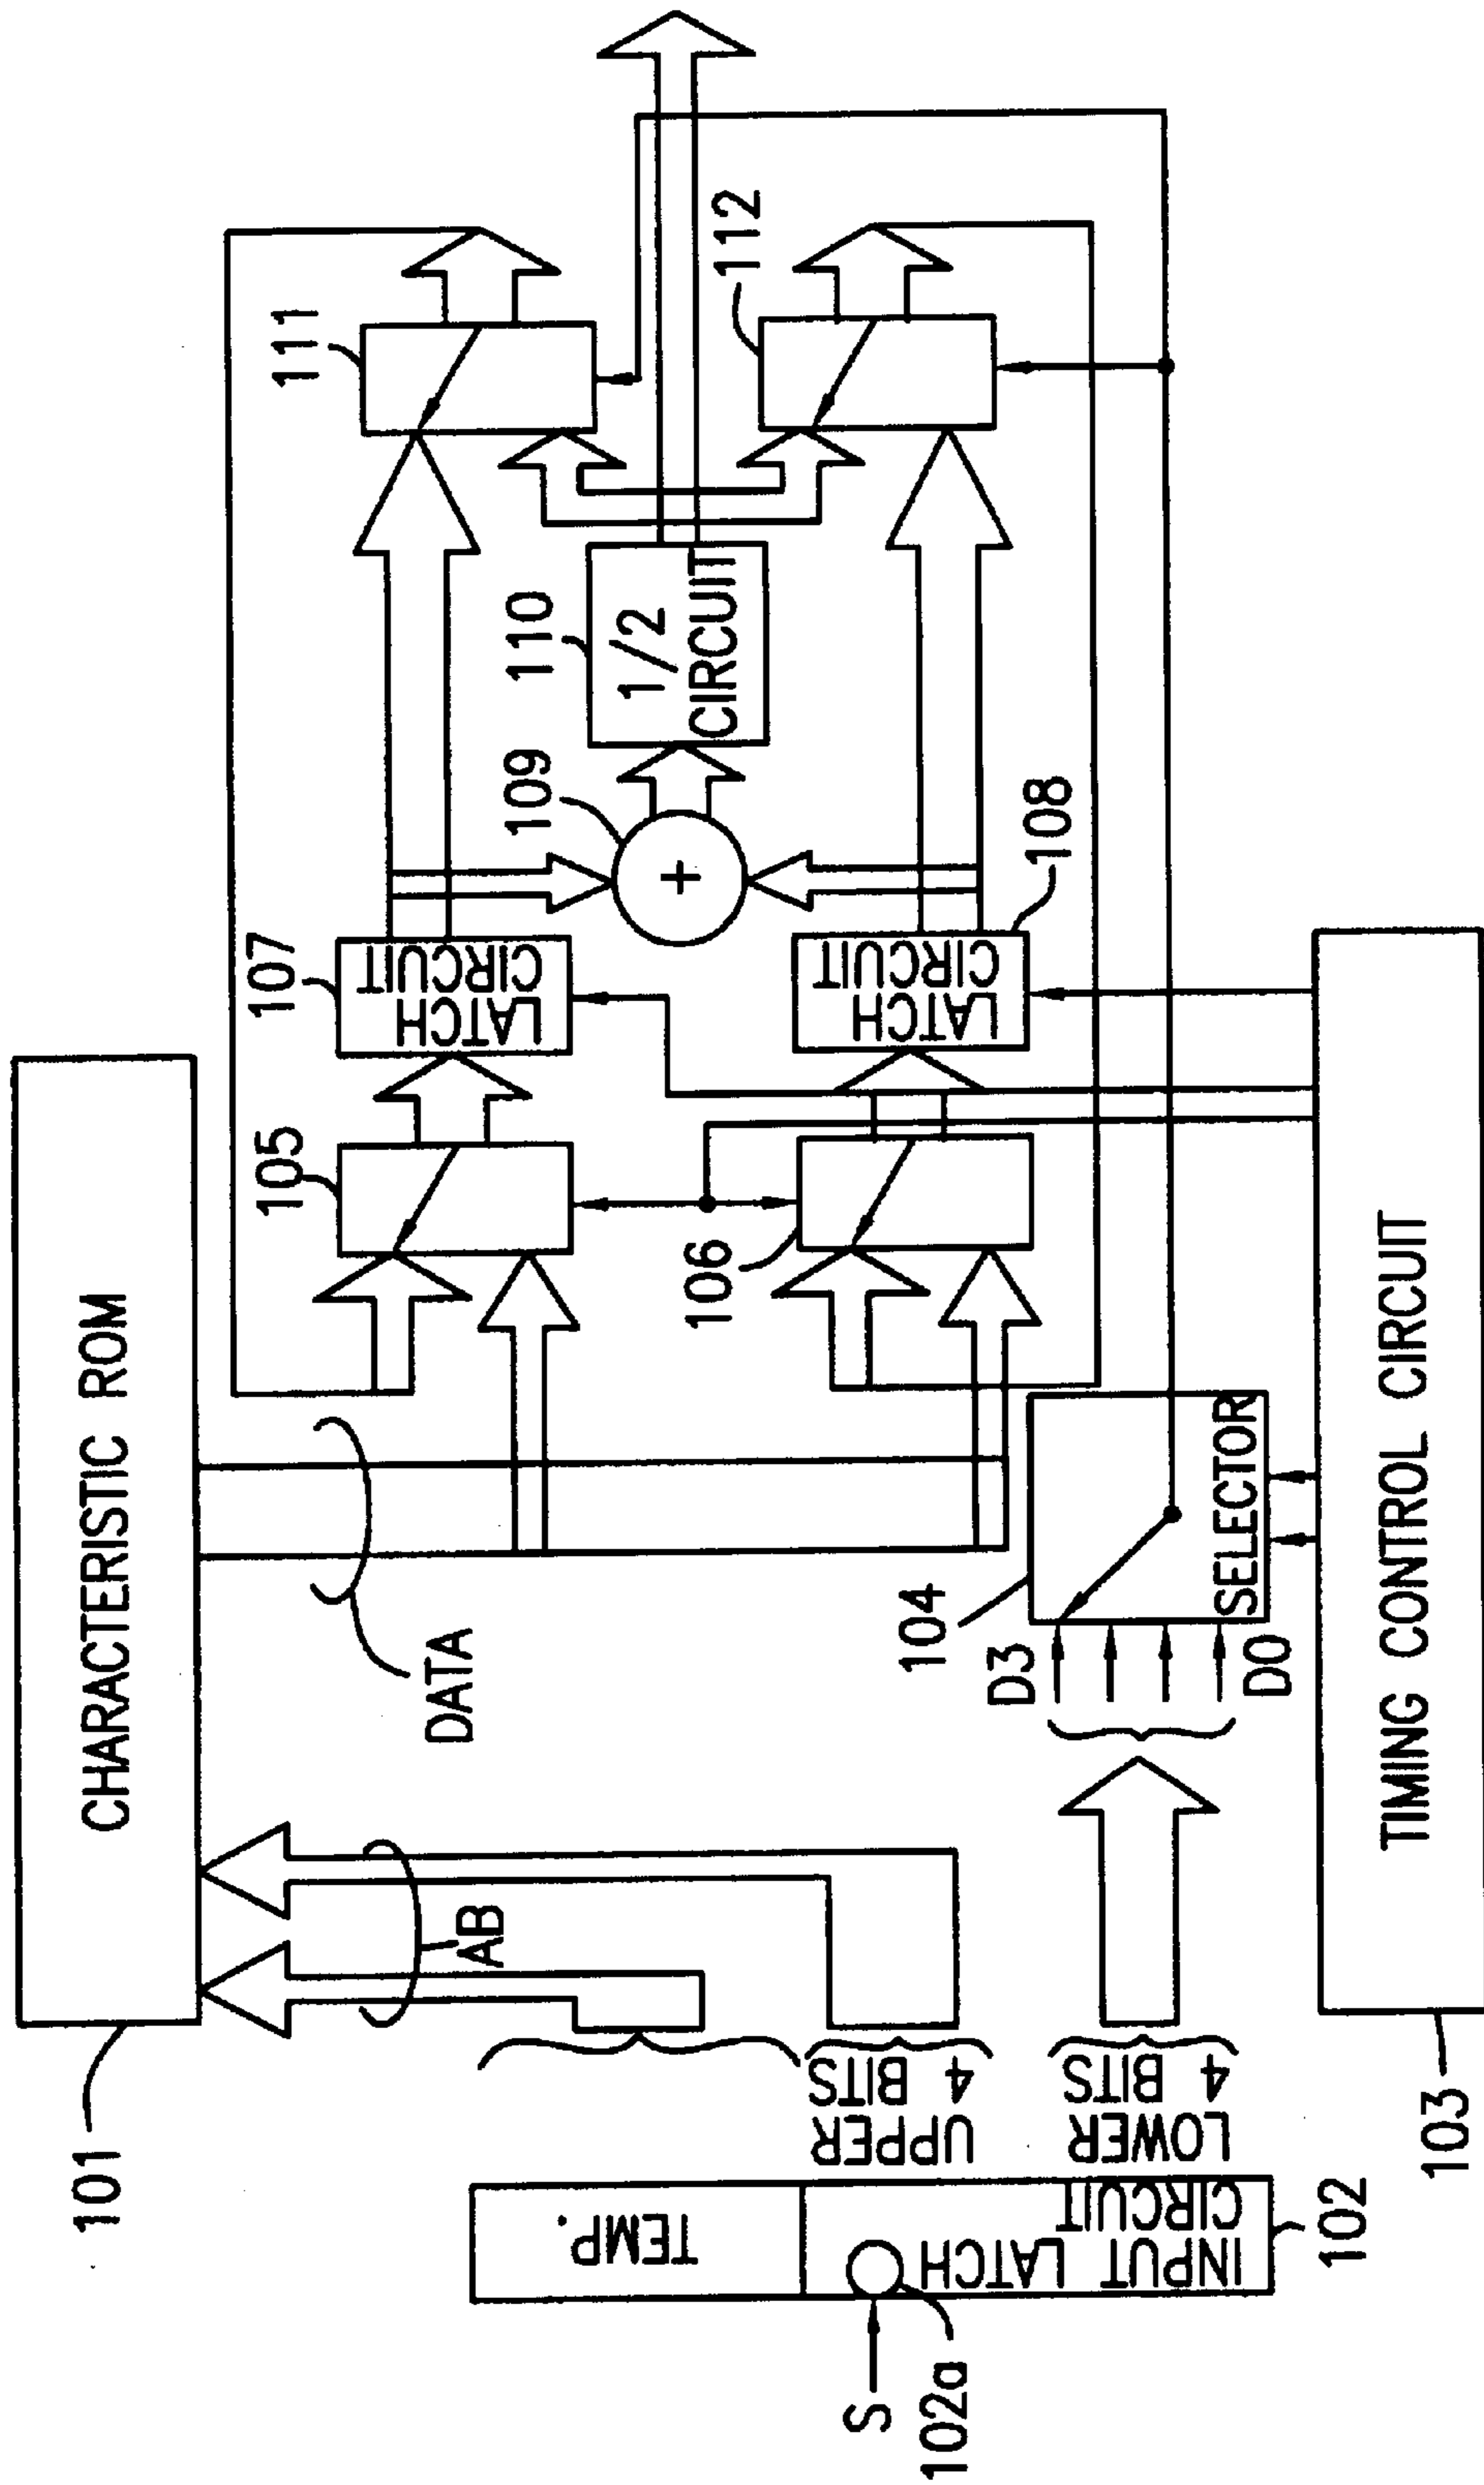 101
CHARACTERISTIC ROM
AB
DATA
TEMP.
INPUT LATCH
CIRCUIT
102
102a
S
UPPER
4 BITS
LOWER
4 BITS
D3
D0
104
SELECTOR
105
106
107
LATCH
CIRCUIT
108
LATCH
CIRCUIT
109
+
110
1/2
CIRCUIT
111
112
103
TIMING CONTROL CIRCUIT